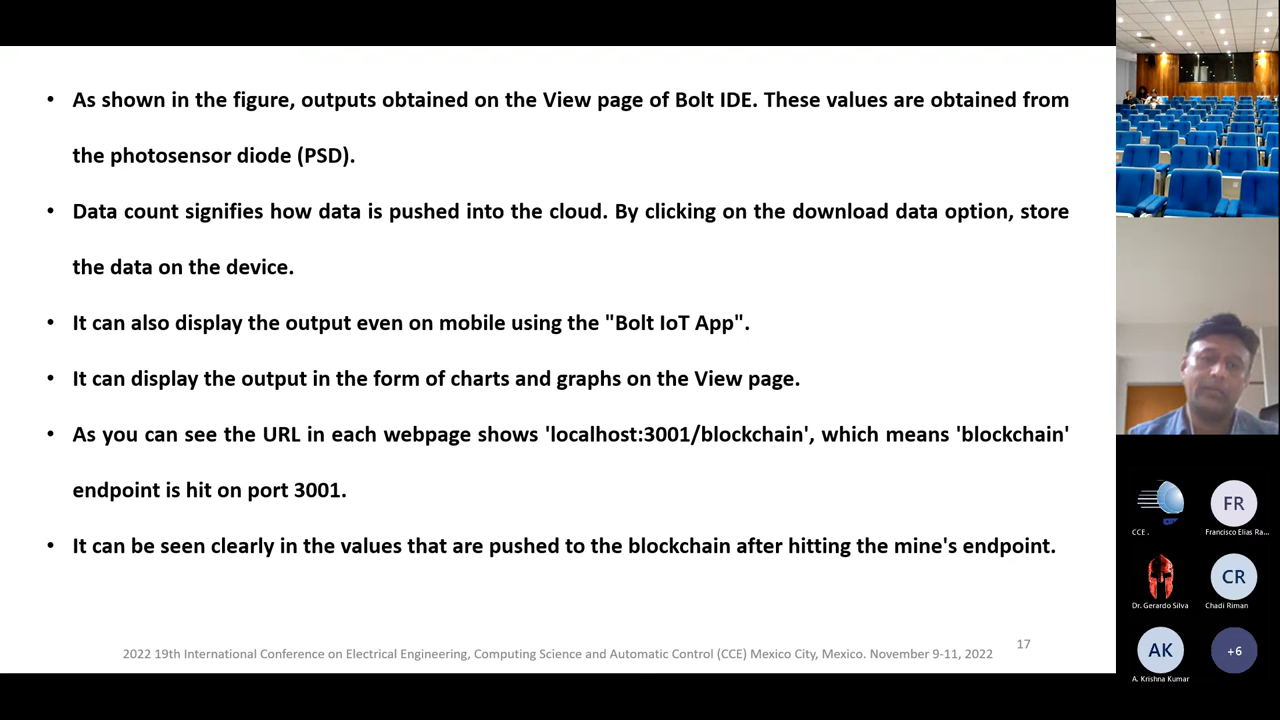 • As shown in the figure, outputs obtained on the View page of Bolt IDE. These values are obtained from
the photosensor diode (PSD).
• Data count signifies how data is pushed into the cloud. By clicking on the download data option, store
the data on the device.
• It can also display the output even on mobile using the "Bolt IoT App".
• It can display the output in the form of charts and graphs on the View page.
• As you can see the URL in each webpage shows 'localhost:3001/blockchain', which means 'blockchain'
endpoint is hit on port 3001.
• It can be seen clearly in the values that are pushed to the blockchain after hitting the mine's endpoint.
2022 19th International Conference on Electrical Engineering, Computing Science and Automatic Control (CCE) Mexico City, Mexico. November 9-11, 2022
17
CCE .
FR
Francisco Elias Ra...
Dr. Gerardo Silva
CR
Chadi Riman
AK
A. Krishna Kumar
+6